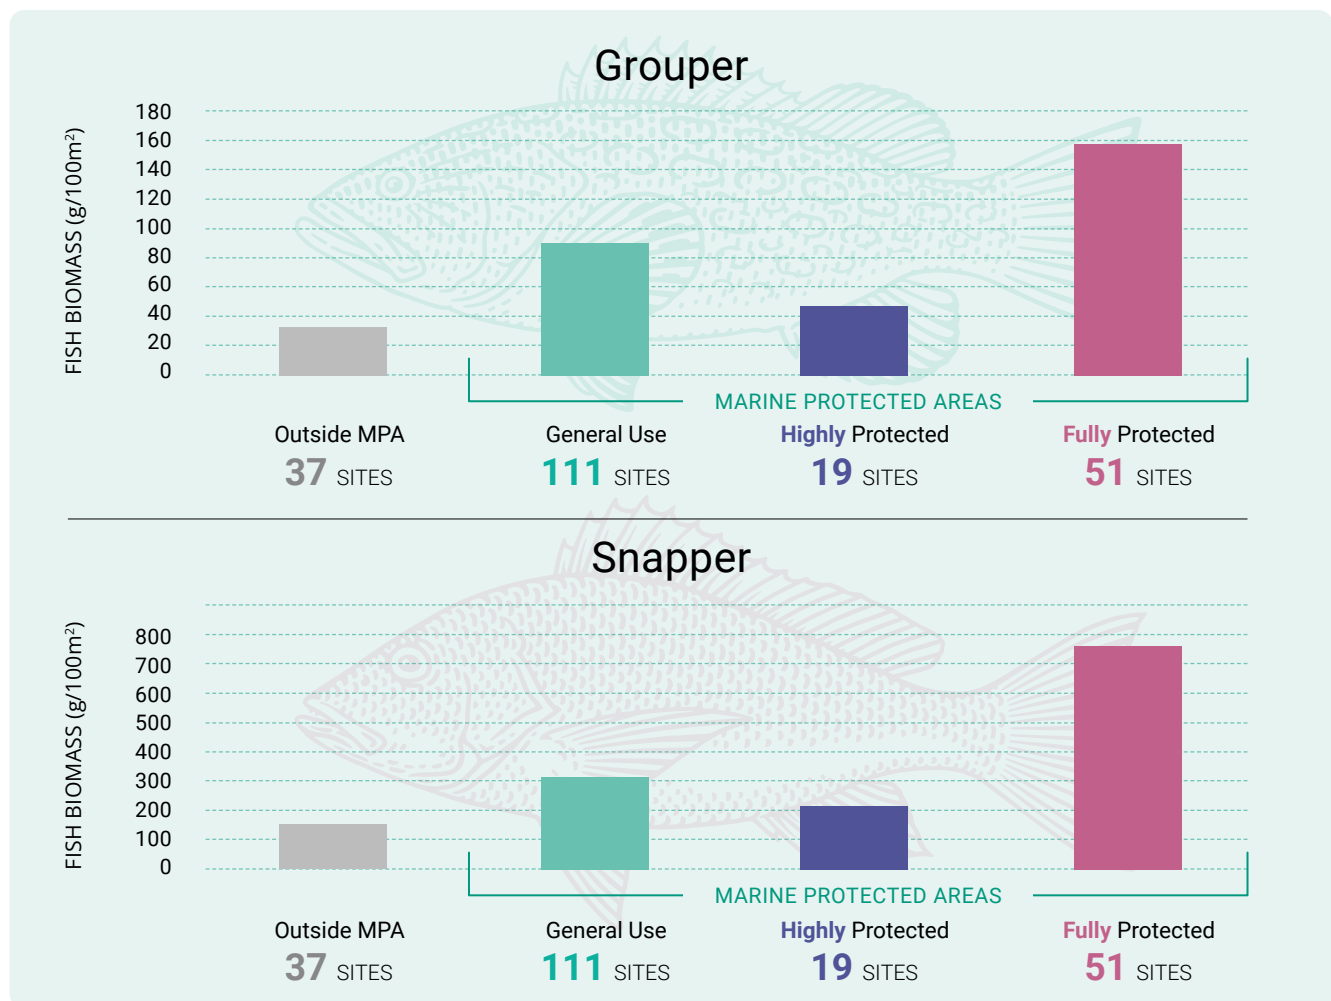 Grouper
FISH BIOMASS (g/100m²)
180
160
140
120
100
80
60
40
20
0
MARINE PROTECTED AREAS
Outside MPA
37 SITES
General Use
111 SITES
Highly Protected
19 SITES
Fully Protected
51 SITES
Snapper
FISH BIOMASS (g/100m²)
800
700
600
500
400
300
200
100
0
MARINE PROTECTED AREAS
Outside MPA
37 SITES
General Use
111 SITES
Highly Protected
19 SITES
Fully Protected
51 SITES